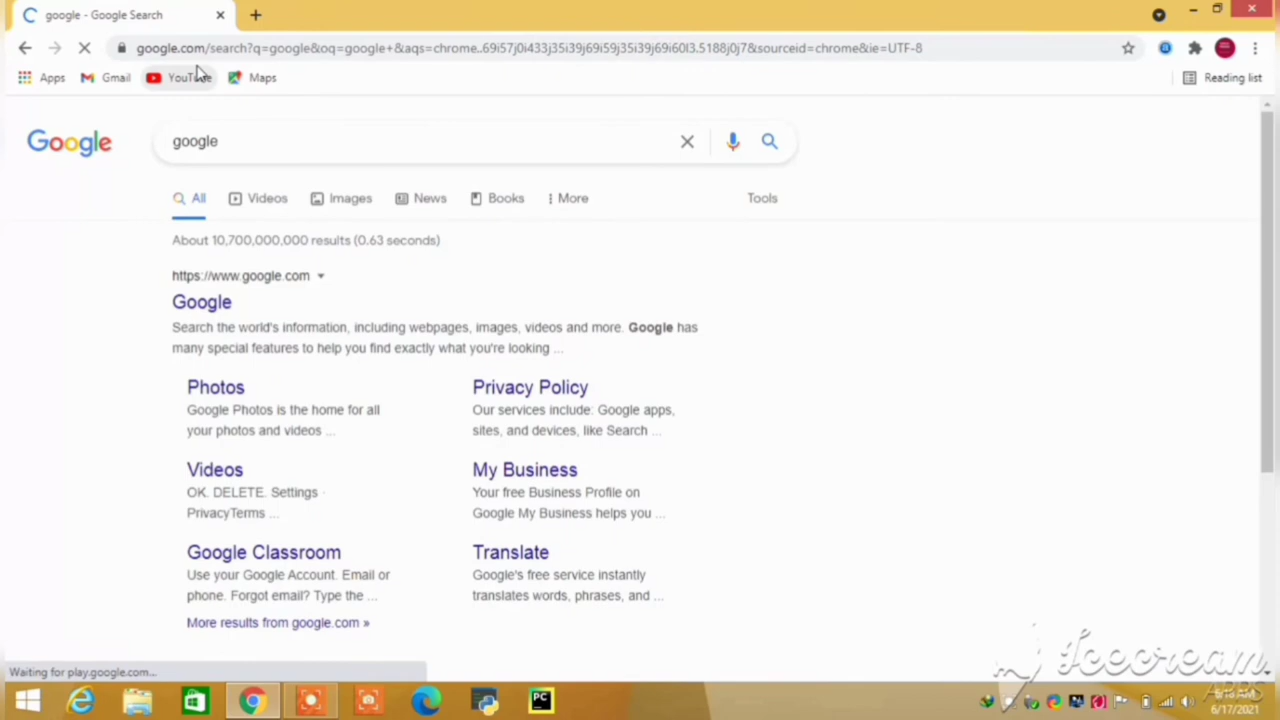 google - Google Search
google.com/search?q=google&oq=google+&aqs=chrome..69i57j0i433j35i39j69i59j35i39j69i60l3.5188j0j7&sourceid=chrome&ie=UTF-8
Apps Gmail YouTube Maps Reading list
Google google
All Videos Images News Books More Tools
About 10,700,000,000 results (0.63 seconds)
https://www.google.com
Google
Search the world's information, including webpages, images, videos and more. Google has
many special features to help you find exactly what you're looking ...
Photos
Google Photos is the home for all
your photos and videos ...
Privacy Policy
Our services include: Google apps,
sites, and devices, like Search ...
Videos
OK. DELETE. Settings ·
PrivacyTerms ...
My Business
Your free Business Profile on
Google My Business helps you ...
Google Classroom
Use your Google Account. Email or
phone. Forgot email? Type the ...
Translate
Google's free service instantly
translates words, phrases, and ...
More results from google.com »
Waiting for play.google.com...
Icecream
APPS
PC
6:18 AM
6/17/2021